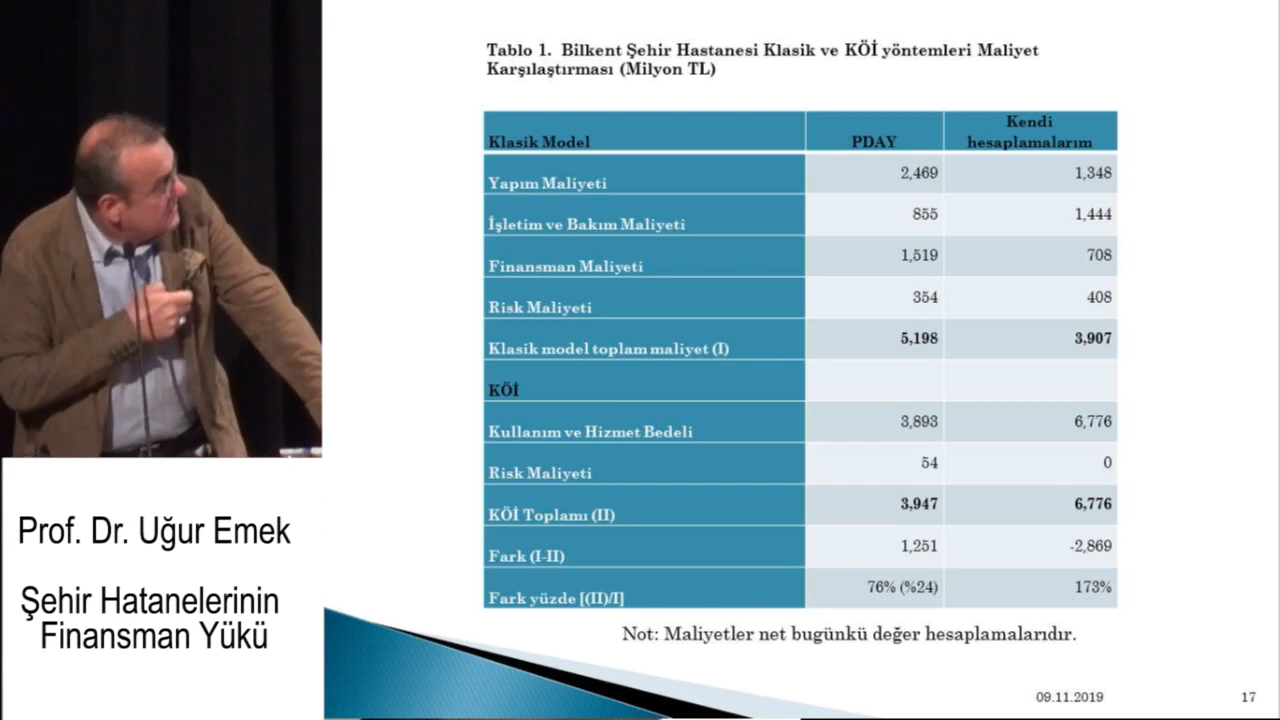 Tablo 1. Bilkent Şehir Hastanesi Klasik ve KÖİ yöntemleri Maliyet
Karşılaştırması (Milyon TL)
Klasik Model PDAY Kendi hesaplamalarım
Yapım Maliyeti 2,469 1,348
İşletim ve Bakım Maliyeti 855 1,444
Finansman Maliyeti 1,519 708
Risk Maliyeti 354 408
Klasik model toplam maliyet (I) 5,198 3,907
KÖİ
Kullanım ve Hizmet Bedeli 3,893 6,776
Risk Maliyeti 54 0
KÖİ Toplamı (II) 3,947 6,776
Fark (I-II) 1,251 -2,869
Fark yüzde [(II)/I] 76% (%24) 173%
Not: Maliyetler net bugünkü değer hesaplamalarıdır.
09.11.2019 17
Prof. Dr. Uğur Emek
Şehir Hatanelerinin
Finansman Yükü